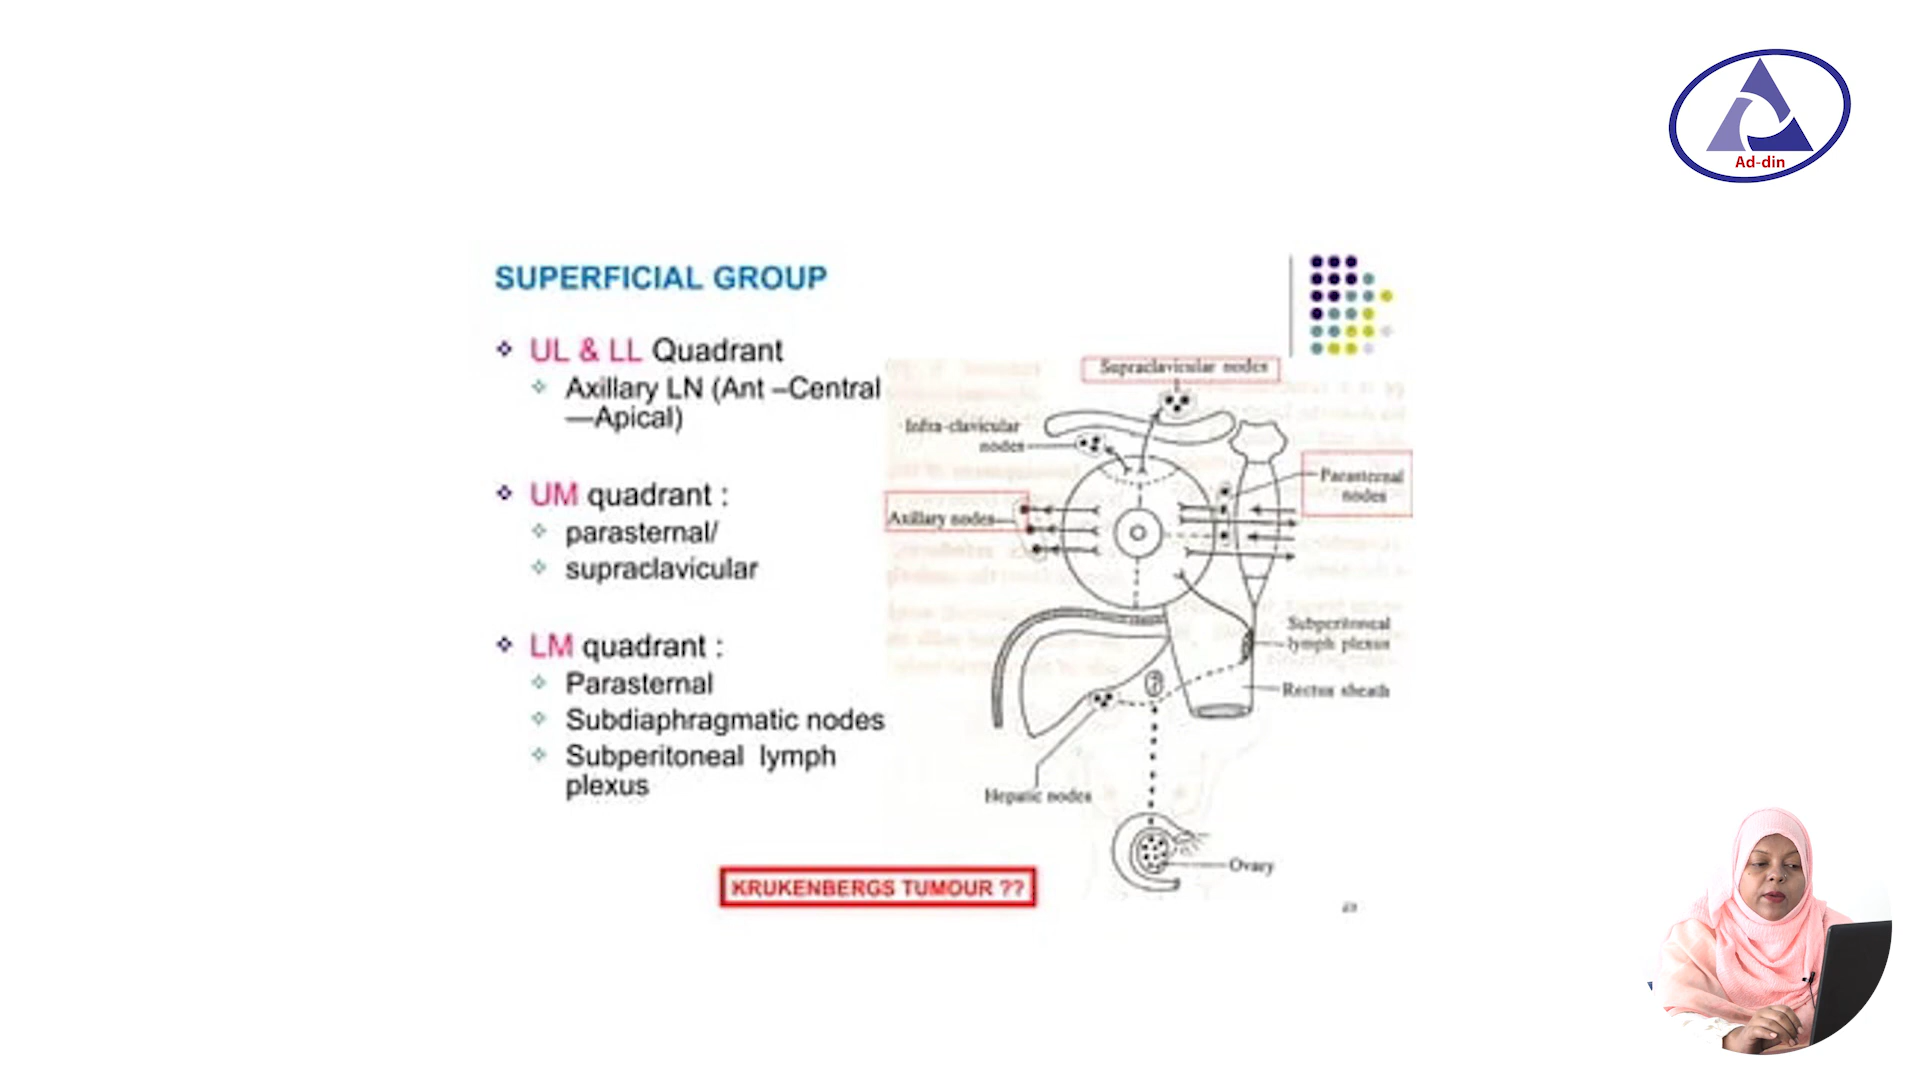 Ad-din
SUPERFICIAL GROUP
UL & LL Quadrant
Axillary LN (Ant –Central
—Apical)
UM quadrant :
parasternal/
supraclavicular
LM quadrant :
Parasternal
Subdiaphragmatic nodes
Subperitoneal lymph
plexus
KRUKENBERGS TUMOUR ??
Supraclavicular nodes
Infra-clavicular
nodes
Parasternal
nodes
Axillary nodes
Subperitoneal
lymph plexus
Rectus sheath
Hepatic nodes
Ovary